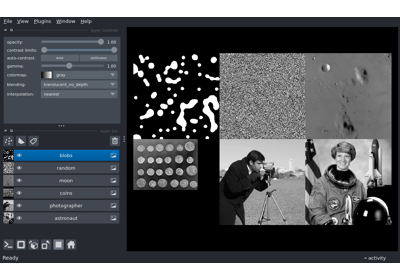 File View Plugins Window Help
opacity: 1.00
contrast limits:
auto-contrast: once continuous
gamma: 1.00
colormap: gray
blending: translucent_no_depth
interpolation: nearest
blobs
random
moon
coins
photographer
astronaut
Ready
activity